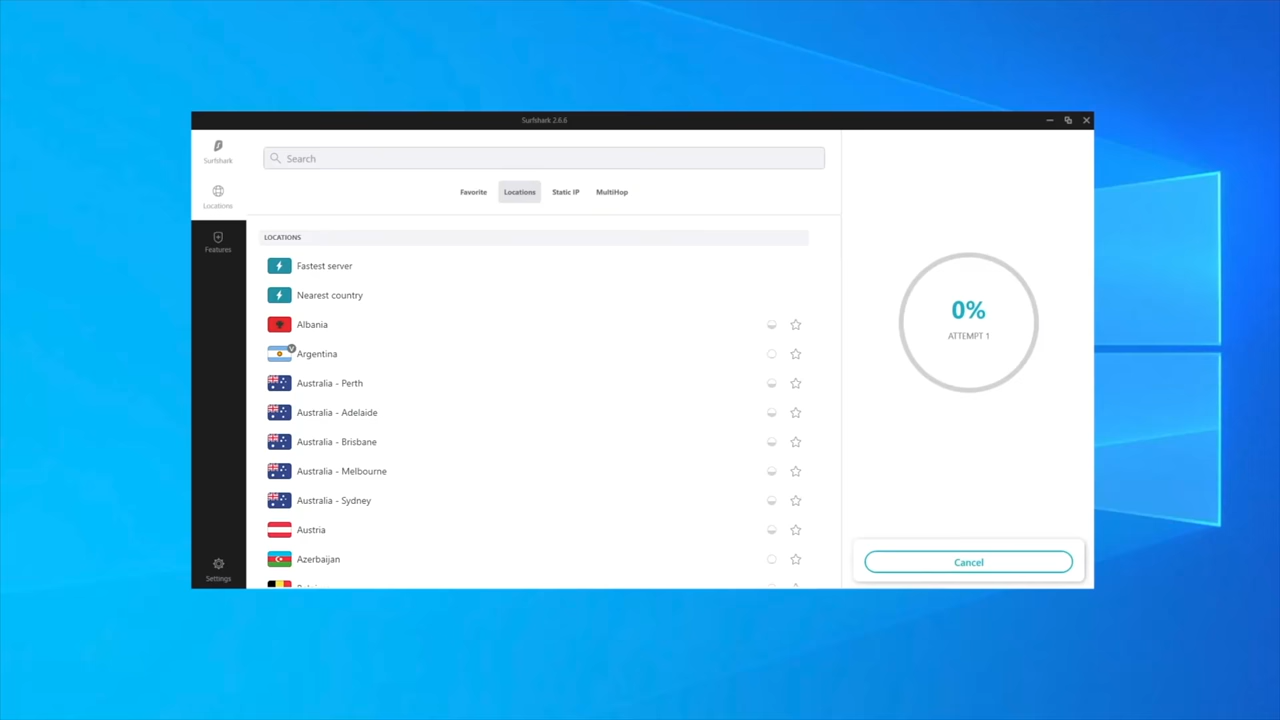 Surfshark 2.6.6
Surfshark
Locations
Features
Settings
Search
Favorite Locations Static IP MultiHop
LOCATIONS
Fastest server
Nearest country
Albania
V
Argentina
Australia - Perth
Australia - Adelaide
Australia - Brisbane
Australia - Melbourne
Australia - Sydney
Austria
Azerbaijan
0%
ATTEMPT 1
Cancel